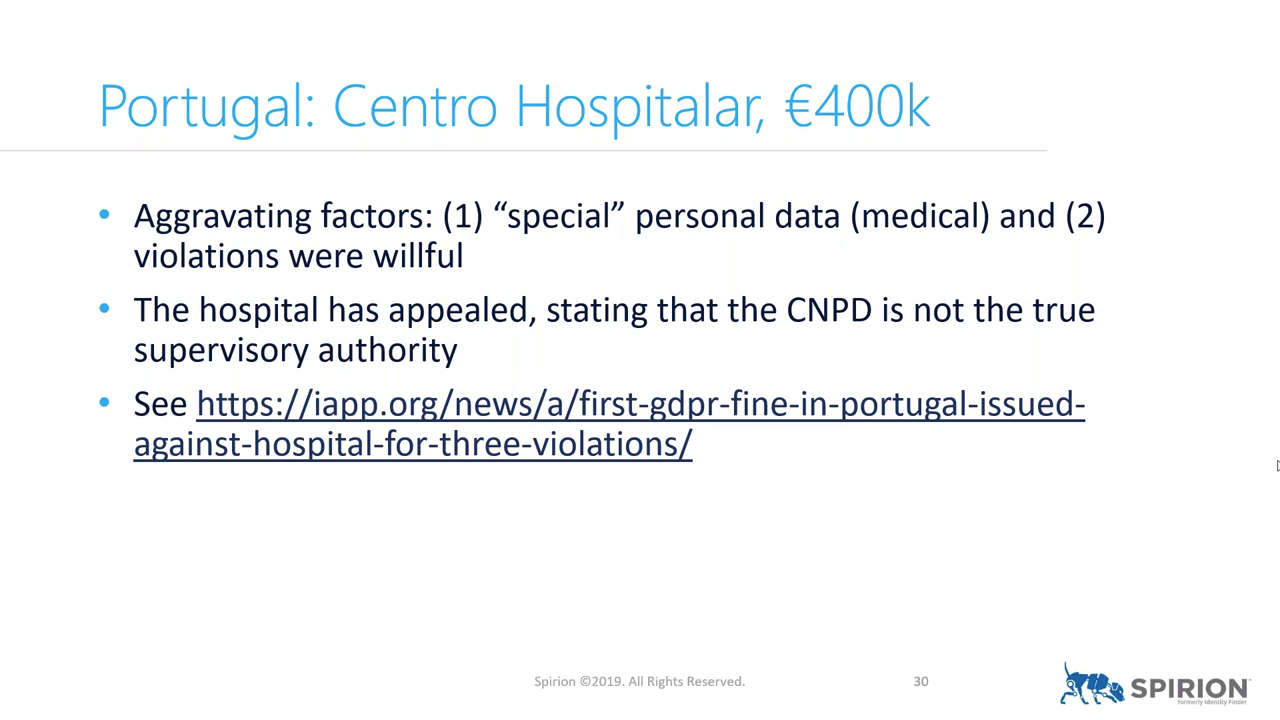 Portugal: Centro Hospitalar, €400k
• Aggravating factors: (1) “special” personal data (medical) and (2)
violations were willful
• The hospital has appealed, stating that the CNPD is not the true
supervisory authority
• See https://iapp.org/news/a/first-gdpr-fine-in-portugal-issued-
against-hospital-for-three-violations/
Spirion ©2019. All Rights Reserved.
30
SPIRION
formerly Identity Finder